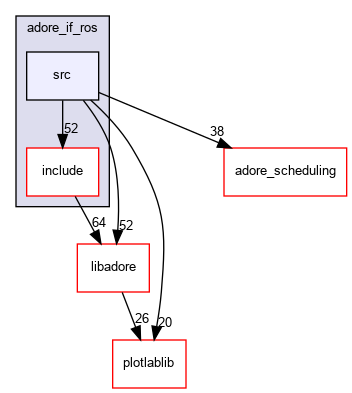 adore_if_ros
src
52
38
include
adore_scheduling
64
52
libadore
26
20
plotlablib